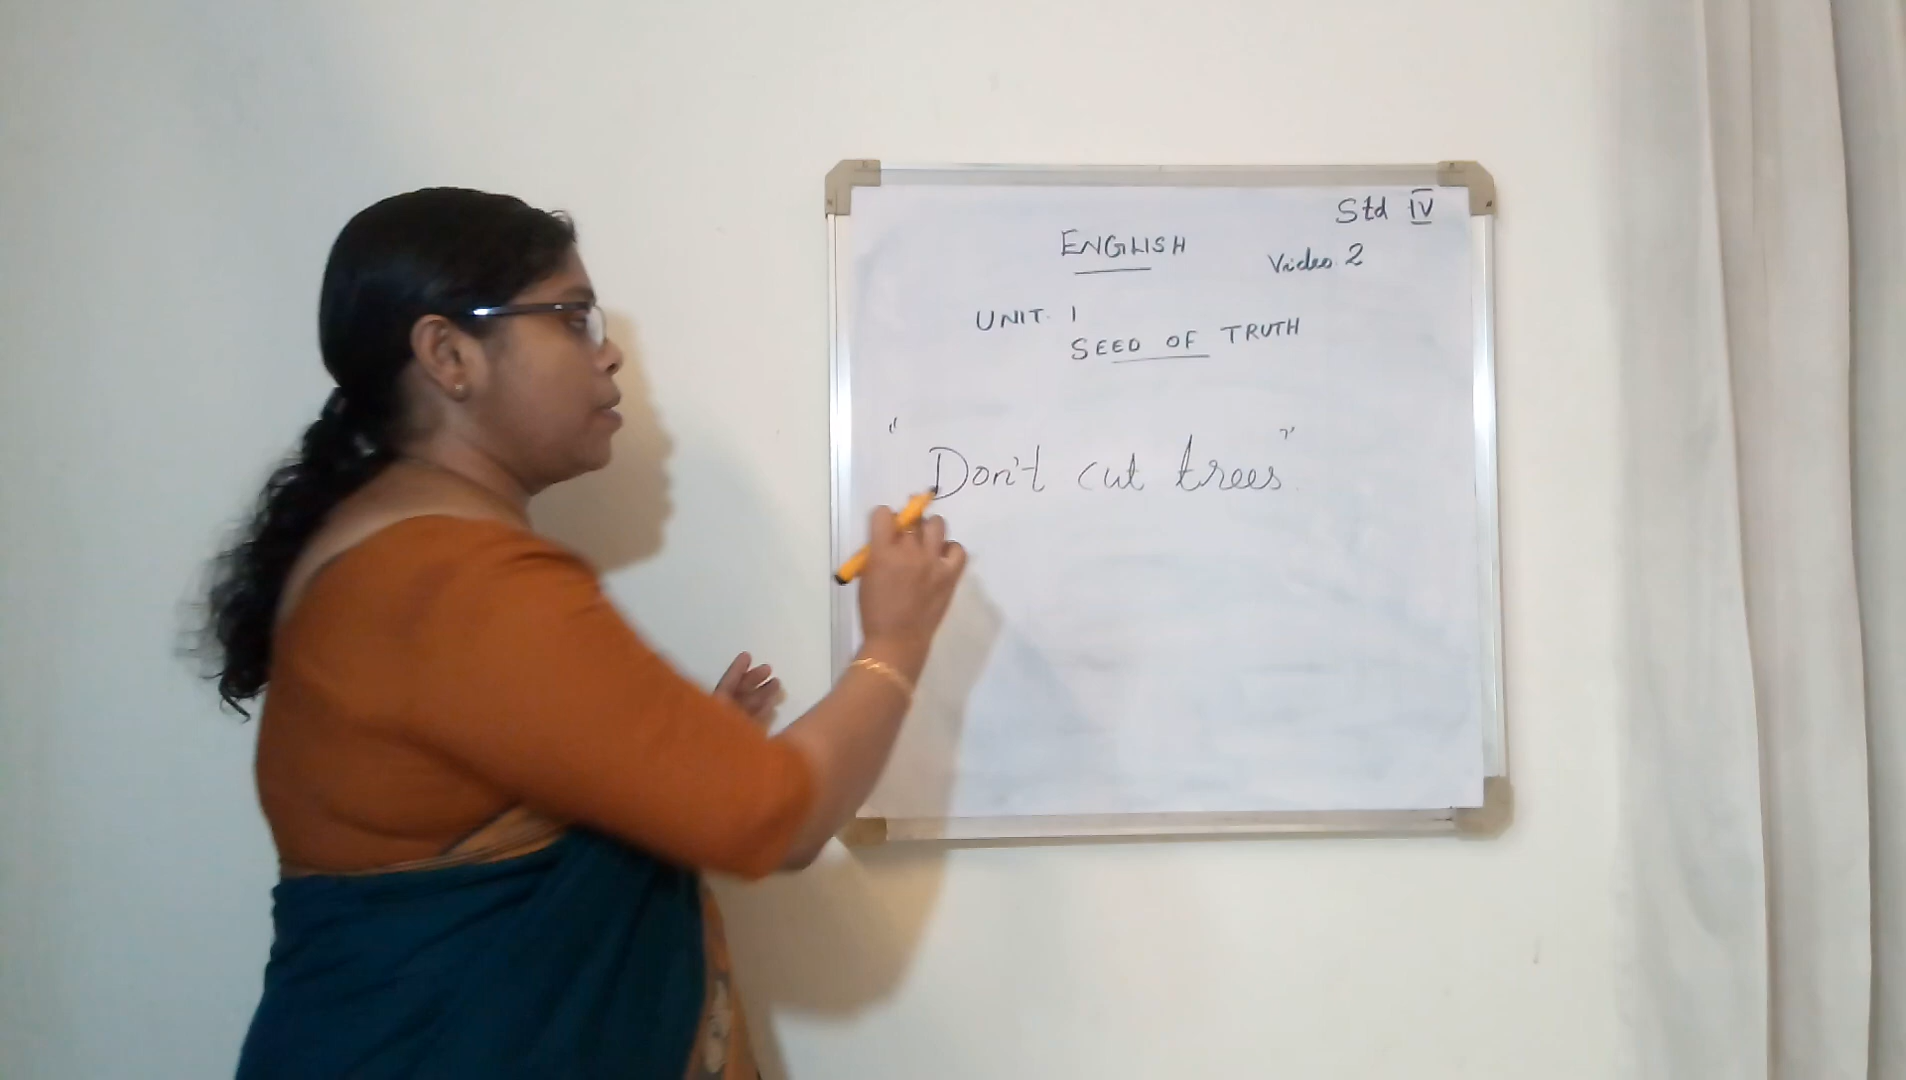 Std IV
ENGLISH
Video 2
UNIT. 1
SEED OF TRUTH
" Don't cut trees"